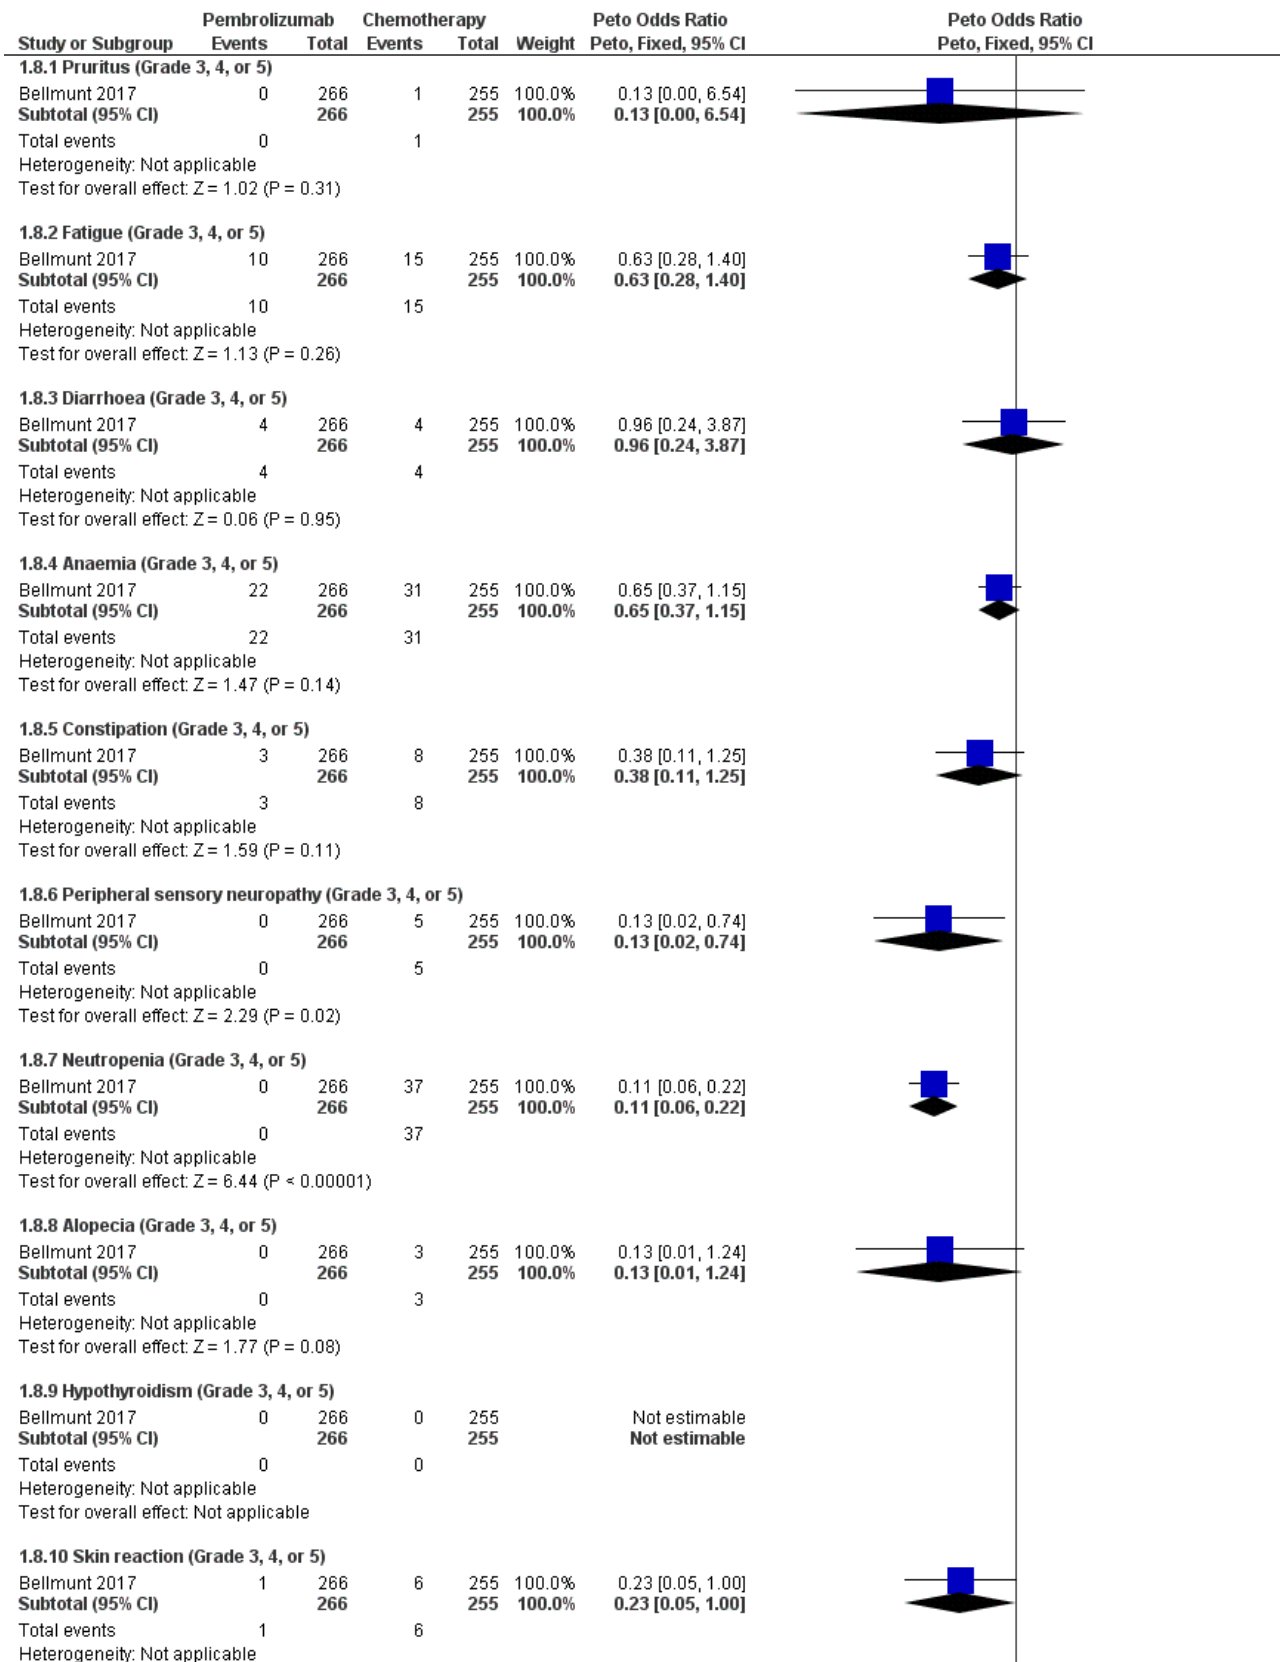 Pembrolizumab Chemotherapy Peto Odds Ratio Peto Odds Ratio
Study or Subgroup Events Total Events Total Weight Peto, Fixed, 95% CI Peto, Fixed, 95% CI
1.8.1 Pruritus (Grade 3, 4, or 5)
Bellmunt 2017 0 266 1 255 100.0% 0.13 [0.00, 6.54]
Subtotal (95% CI) 266 255 100.0% 0.13 [0.00, 6.54]
Total events 0 1
Heterogeneity: Not applicable
Test for overall effect: Z = 1.02 (P = 0.31)
1.8.2 Fatigue (Grade 3, 4, or 5)
Bellmunt 2017 10 266 15 255 100.0% 0.63 [0.28, 1.40]
Subtotal (95% CI) 266 255 100.0% 0.63 [0.28, 1.40]
Total events 10 15
Heterogeneity: Not applicable
Test for overall effect: Z = 1.13 (P = 0.26)
1.8.3 Diarrhoea (Grade 3, 4, or 5)
Bellmunt 2017 4 266 4 255 100.0% 0.96 [0.24, 3.87]
Subtotal (95% CI) 266 255 100.0% 0.96 [0.24, 3.87]
Total events 4 4
Heterogeneity: Not applicable
Test for overall effect: Z = 0.06 (P = 0.95)
1.8.4 Anaemia (Grade 3, 4, or 5)
Bellmunt 2017 22 266 31 255 100.0% 0.65 [0.37, 1.15]
Subtotal (95% CI) 266 255 100.0% 0.65 [0.37, 1.15]
Total events 22 31
Heterogeneity: Not applicable
Test for overall effect: Z = 1.47 (P = 0.14)
1.8.5 Constipation (Grade 3, 4, or 5)
Bellmunt 2017 3 266 8 255 100.0% 0.38 [0.11, 1.25]
Subtotal (95% CI) 266 255 100.0% 0.38 [0.11, 1.25]
Total events 3 8
Heterogeneity: Not applicable
Test for overall effect: Z = 1.59 (P = 0.11)
1.8.6 Peripheral sensory neuropathy (Grade 3, 4, or 5)
Bellmunt 2017 0 266 5 255 100.0% 0.13 [0.02, 0.74]
Subtotal (95% CI) 266 255 100.0% 0.13 [0.02, 0.74]
Total events 0 5
Heterogeneity: Not applicable
Test for overall effect: Z = 2.29 (P = 0.02)
1.8.7 Neutropenia (Grade 3, 4, or 5)
Bellmunt 2017 0 266 37 255 100.0% 0.11 [0.06, 0.22]
Subtotal (95% CI) 266 255 100.0% 0.11 [0.06, 0.22]
Total events 0 37
Heterogeneity: Not applicable
Test for overall effect: Z = 6.44 (P < 0.00001)
1.8.8 Alopecia (Grade 3, 4, or 5)
Bellmunt 2017 0 266 3 255 100.0% 0.13 [0.01, 1.24]
Subtotal (95% CI) 266 255 100.0% 0.13 [0.01, 1.24]
Total events 0 3
Heterogeneity: Not applicable
Test for overall effect: Z = 1.77 (P = 0.08)
1.8.9 Hypothyroidism (Grade 3, 4, or 5)
Bellmunt 2017 0 266 0 255 Not estimable
Subtotal (95% CI) 266 255 Not estimable
Total events 0 0
Heterogeneity: Not applicable
Test for overall effect: Not applicable
1.8.10 Skin reaction (Grade 3, 4, or 5)
Bellmunt 2017 1 266 6 255 100.0% 0.23 [0.05, 1.00]
Subtotal (95% CI) 266 255 100.0% 0.23 [0.05, 1.00]
Total events 1 6
Heterogeneity: Not applicable